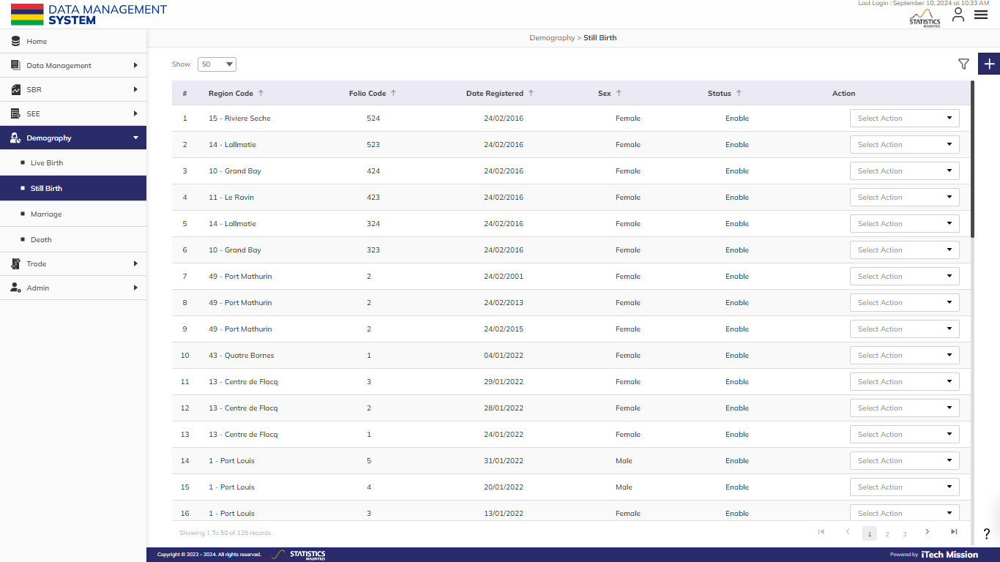 DATA MANAGEMENT
SYSTEM
Last Login : September 10, 2024 at 10:33 AM
STATISTICS
MAURITIUS
Home
Data Management
SBR
SEE
Demography
Live Birth
Still Birth
Marriage
Death
Trade
Admin
Demography > Still Birth
Show 50
# Region Code Folio Code Date Registered Sex Status Action
1 15 - Riviere Seche 524 24/02/2016 Female Enable Select Action
2 14 - Lallmatie 523 24/02/2016 Female Enable Select Action
3 10 - Grand Bay 424 24/02/2016 Female Enable Select Action
4 11 - Le Ravin 423 24/02/2016 Female Enable Select Action
5 14 - Lallmatie 324 24/02/2016 Female Enable Select Action
6 10 - Grand Bay 323 24/02/2016 Female Enable Select Action
7 49 - Port Mathurin 2 24/02/2001 Female Enable Select Action
8 49 - Port Mathurin 2 24/02/2013 Female Enable Select Action
9 49 - Port Mathurin 2 24/02/2015 Female Enable Select Action
10 43 - Quatre Bornes 1 04/01/2022 Female Enable Select Action
11 13 - Centre de Flacq 3 29/01/2022 Female Enable Select Action
12 13 - Centre de Flacq 2 28/01/2022 Female Enable Select Action
13 13 - Centre de Flacq 1 24/01/2022 Female Enable Select Action
14 1 - Port Louis 5 31/01/2022 Male Enable Select Action
15 1 - Port Louis 4 20/01/2022 Male Enable Select Action
16 1 - Port Louis 3 13/01/2022 Female Enable Select Action
Showing 1 To 50 of 125 records
1 2 3
?
Copyright © 2022 - 2024. All rights reserved.
STATISTICS
MAURITIUS
Powered by iTech Mission